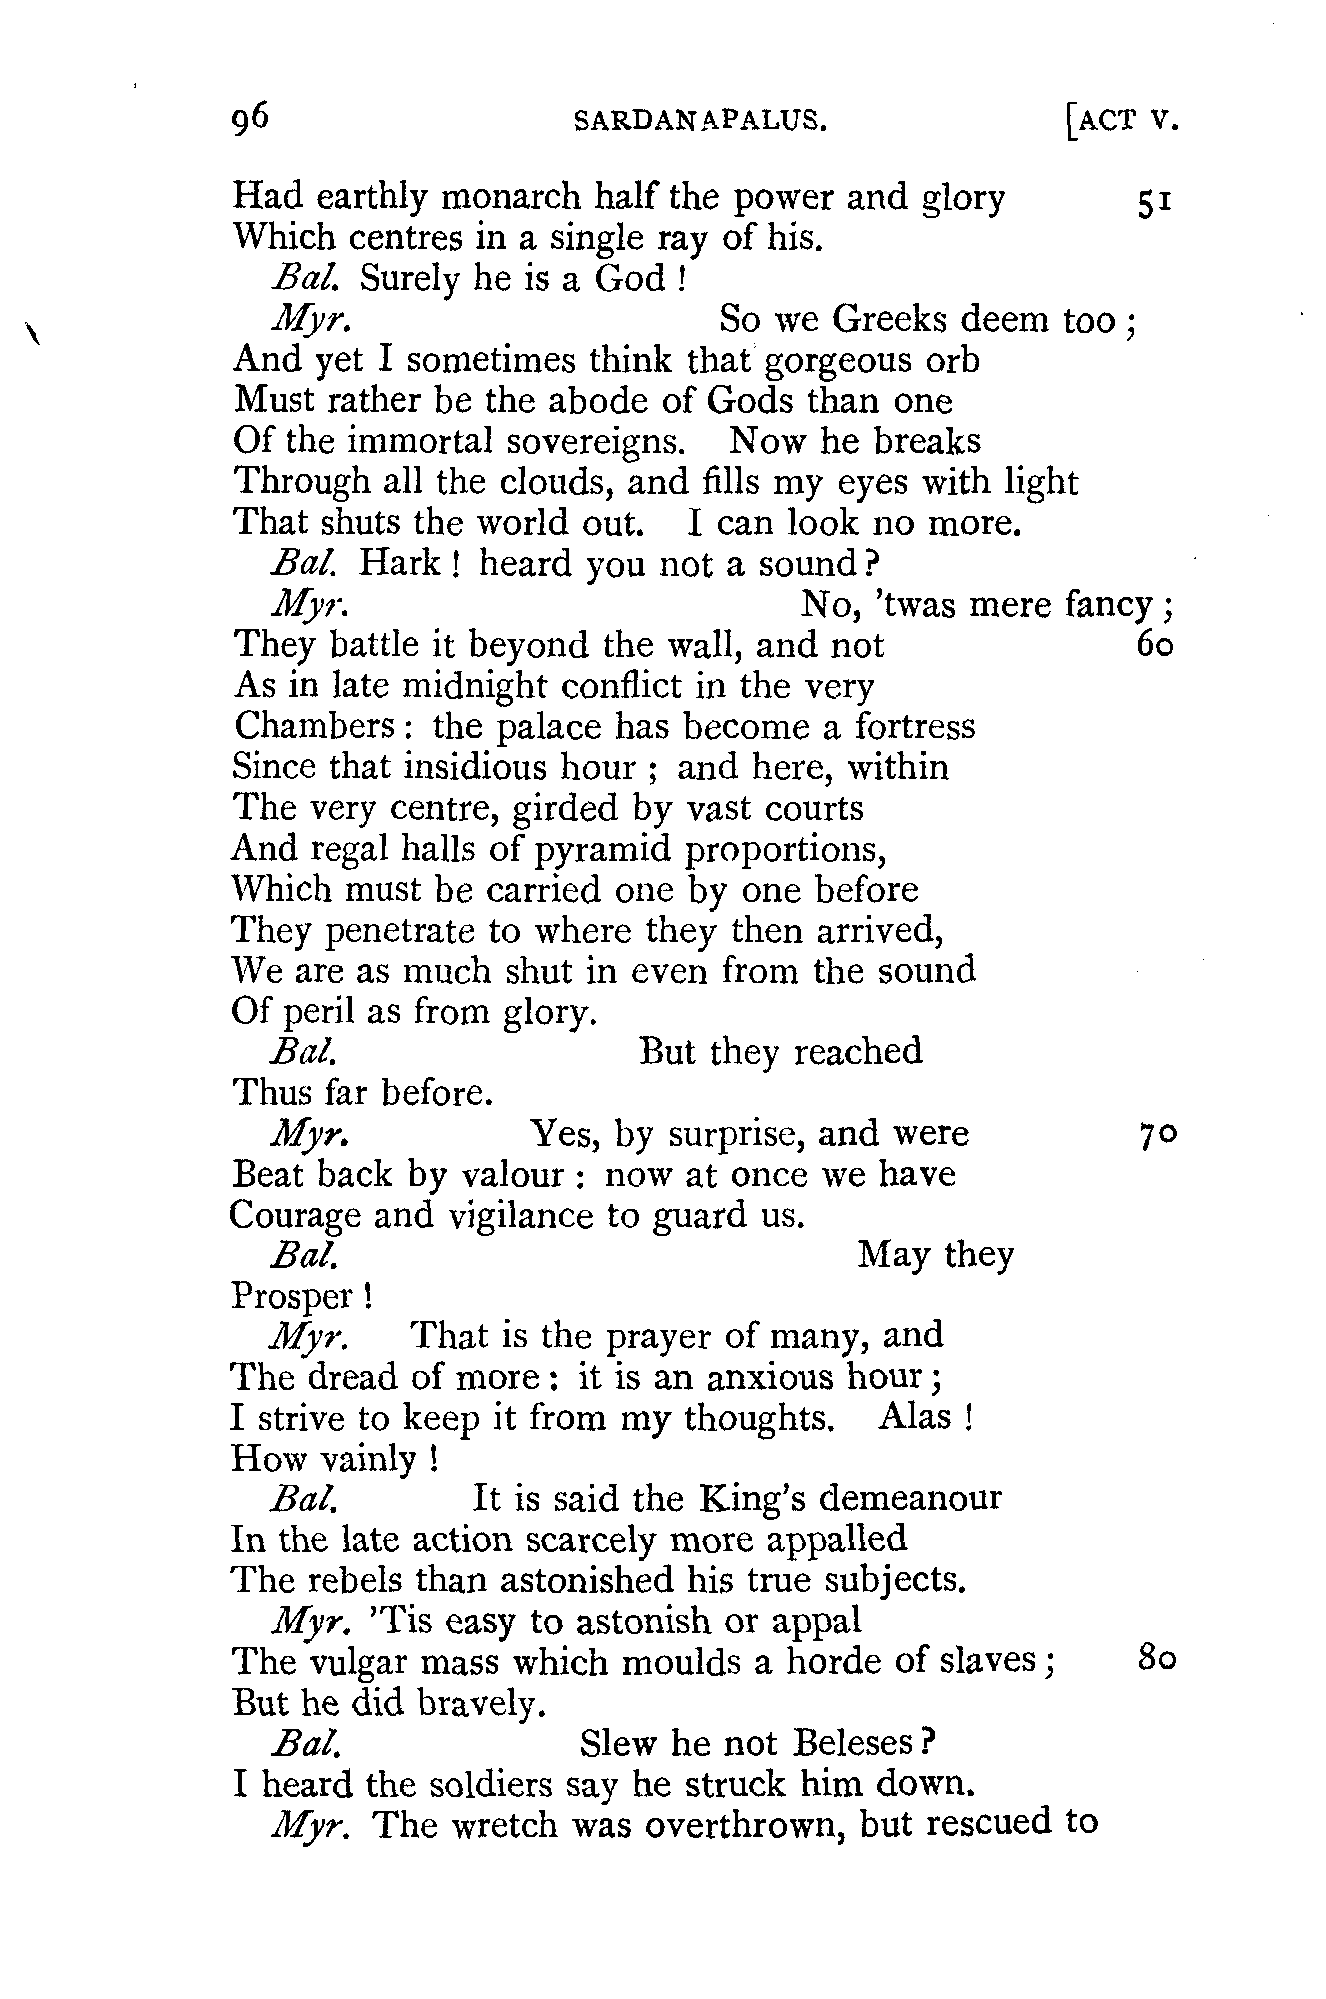 96 SARDANAPALUS. [ACT V.
Had earthly monarch half the power and glory 51
Which centres in a single ray of his.
Bal. Surely he is a God !
Myr. So we Greeks deem too ;
And yet I sometimes think that gorgeous orb
Must rather be the abode of Gods than one
Of the immortal sovereigns. Now he breaks
Through all the clouds, and fills my eyes with light
That shuts the world out. I can look no more.
Bal. Hark ! heard you not a sound ?
Myr. No, 'twas mere fancy ;
They battle it beyond the wall, and not 60
As in late midnight conflict in the very
Chambers : the palace has become a fortress
Since that insidious hour ; and here, within
The very centre, girded by vast courts
And regal halls of pyramid proportions,
Which must be carried one by one before
They penetrate to where they then arrived,
We are as much shut in even from the sound
Of peril as from glory.
Bal. But they reached
Thus far before.
Myr. Yes, by surprise, and were 70
Beat back by valour : now at once we have
Courage and vigilance to guard us.
Bal. May they
Prosper !
Myr. That is the prayer of many, and
The dread of more : it is an anxious hour ;
I strive to keep it from my thoughts. Alas !
How vainly !
Bal. It is said the King's demeanour
In the late action scarcely more appalled
The rebels than astonished his true subjects.
Myr. 'Tis easy to astonish or appal
The vulgar mass which moulds a horde of slaves ; 80
But he did bravely.
Bal. Slew he not Beleses ?
I heard the soldiers say he struck him down.
Myr. The wretch was overthrown, but rescued to